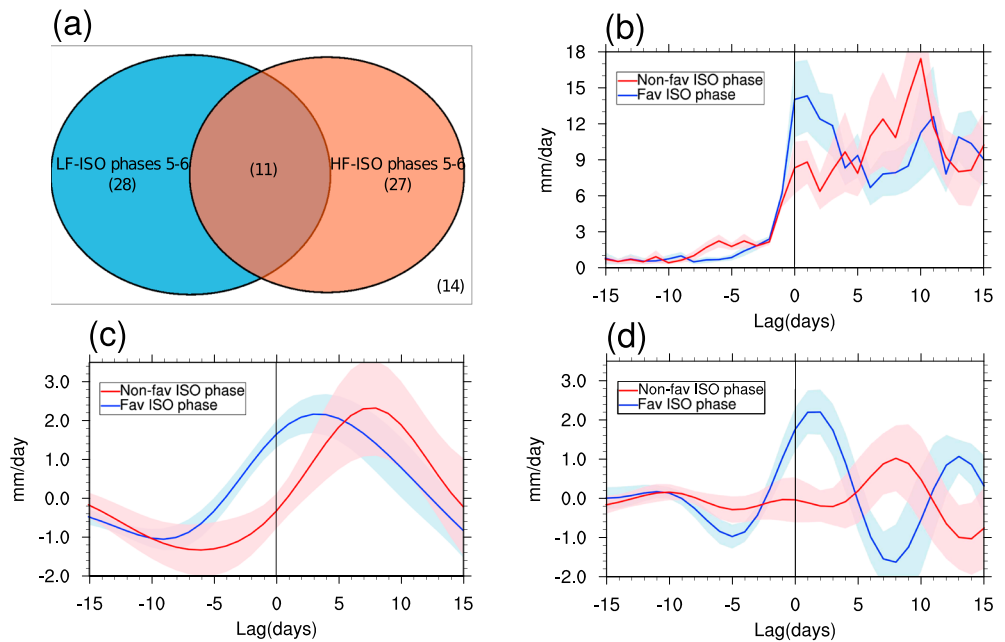 (a)
LF-ISO phases 5-6
(28)
(11)
HF-ISO phases 5-6
(27)
(14)
(b)
18
15
12
9
6
3
0
mm/day
Non-fav ISO phase
Fav ISO phase
-15 -10 -5 0 5 10 15
Lag(days)
(c)
3.0
2.0
1.0
0.0
-1.0
-2.0
mm/day
Non-fav ISO phase
Fav ISO phase
-15 -10 -5 0 5 10 15
Lag(days)
(d)
3.0
2.0
1.0
0.0
-1.0
-2.0
mm/day
Non-fav ISO phase
Fav ISO phase
-15 -10 -5 0 5 10 15
Lag(days)